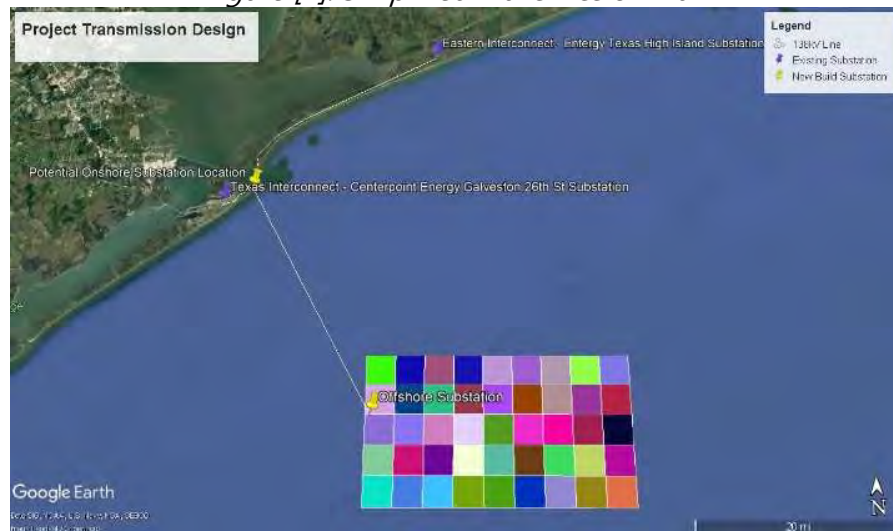 Project Transmission Design
Legend
138kV Line
Existing Substation
New Build Substation
Eastern Interconnect - Entergy Texas High Island Substation
Potential Onshore Substation Location
Texas Interconnect - Centerpoint Energy Galveston 26th St Substation
Offshore Substation
Google Earth
N
20 mi